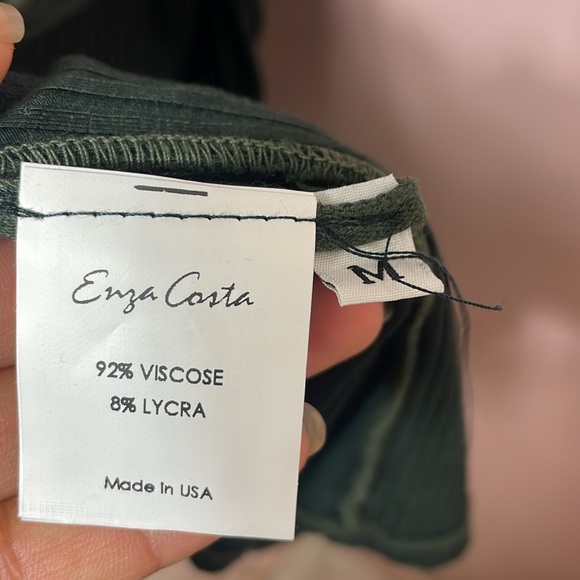 Enza Costa
M
92% VISCOSE
8% LYCRA
Made in USA